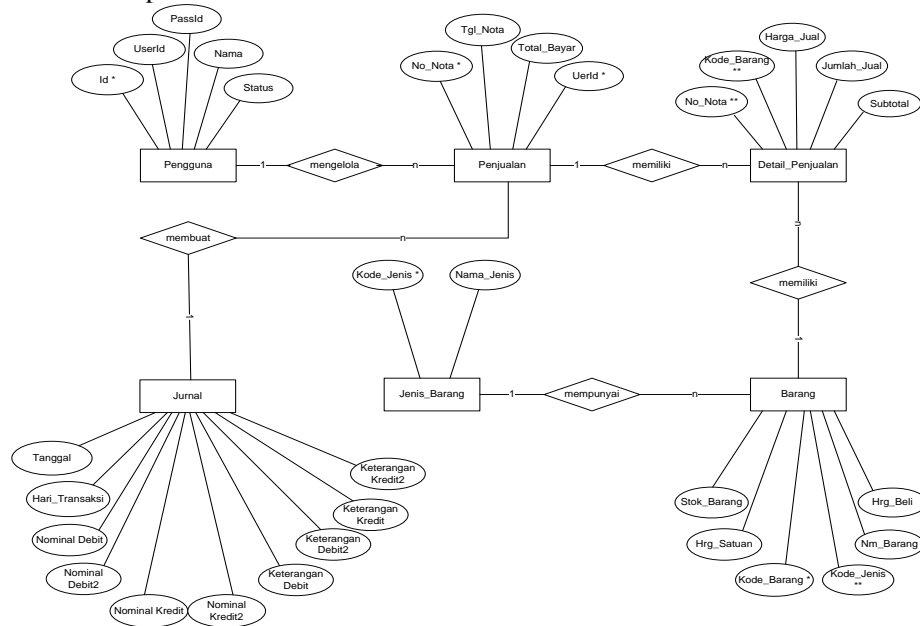 PassId
UserId
Nama
Id *
Status
Tgl_Nota
Total_Bayar
No_Nota *
UerId *
Harga_Jual
Kode_Barang
**
Jumlah_Jual
No_Nota **
Subtotal
Pengguna
1
mengelola
n
Penjualan
1
memiliki
n
Detail_Penjualan
membuat
n
n
Kode_Jenis *
Nama_Jenis
memiliki
1
1
Jurnal
Jenis_Barang
1
mempunyai
n
Barang
Tanggal
Hari_Transaksi
Nominal Debit
Nominal
Debit2
Nominal Kredit
Nominal
Kredit2
Keterangan
Debit
Keterangan
Debit2
Keterangan
Kredit
Keterangan
Kredit2
Stok_Barang
Hrg_Satuan
Kode_Barang *
Kode_Jenis
**
Nm_Barang
Hrg_Beli